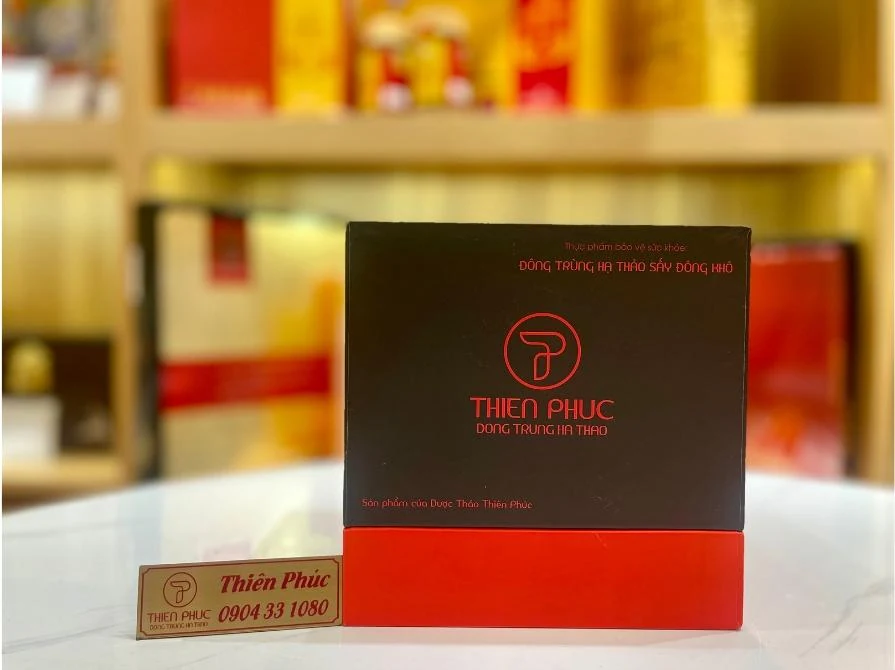 Thực phẩm bảo vệ sức khỏe:
ĐÔNG TRÙNG HẠ THẢO SẤY ĐÔNG KHÔ
THIEN PHUC
DONG TRUNG HA THAO
Sản phẩm của Dược Thảo Thiên Phúc
Thiên Phúc
0904 33 1080
THIEN PHUC
DONG TRUNG HA THAO